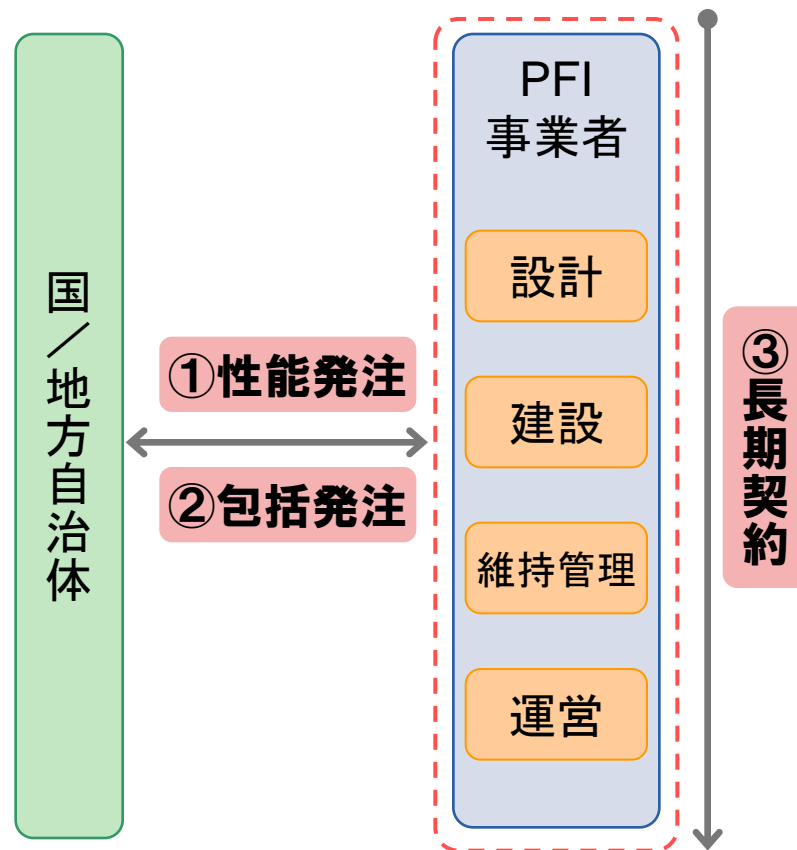 国／地方自治体
①性能発注
②包括発注
PFI
事業者
設計
建設
維持管理
運営
③長期契約